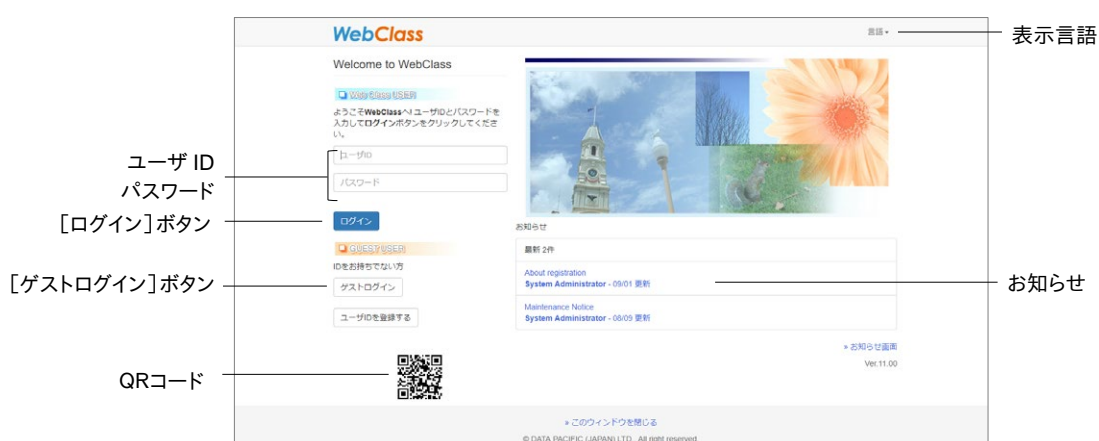 WebClass
言語
表示言語
Welcome to WebClass
Web Class USER
ようこそWebClassへ! ユーザIDとパスワードを
入力してログインボタンをクリックしてくださ
い。
ユーザ ID
パスワード
ユーザID
パスワード
[ログイン]ボタン
ログイン
GUEST USER
IDをお持ちでない方
[ゲストログイン]ボタン
ゲストログイン
ユーザIDを登録する
QRコード
お知らせ
最新 2件
About registration
System Administrator - 09/01 更新
Maintenance Notice
System Administrator - 08/09 更新
お知らせ
» お知らせ画面
Ver.11.00
» このウィンドウを閉じる
© DATA PACIFIC (JAPAN) LTD. All right reserved.